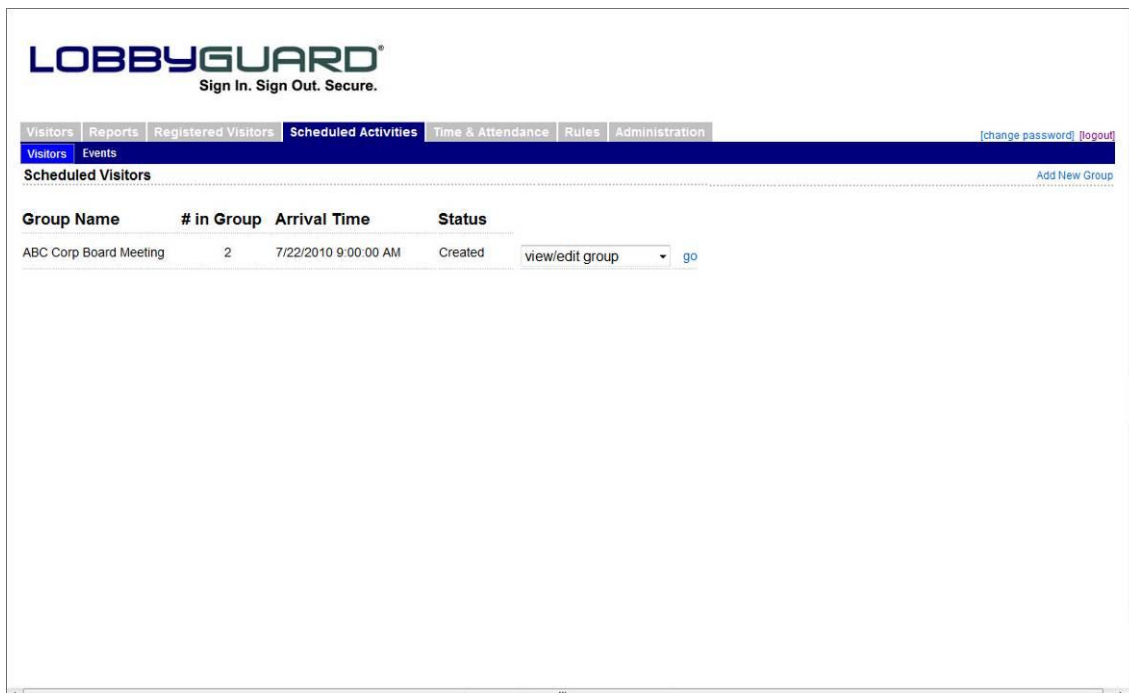 LOBBYGUARD®
Sign In. Sign Out. Secure.
Visitors Reports Registered Visitors Scheduled Activities Time & Attendance Rules Administration [change password] [logout]
Visitors Events
Scheduled Visitors Add New Group
Group Name # in Group Arrival Time Status
ABC Corp Board Meeting 2 7/22/2010 9:00:00 AM Created view/edit group go